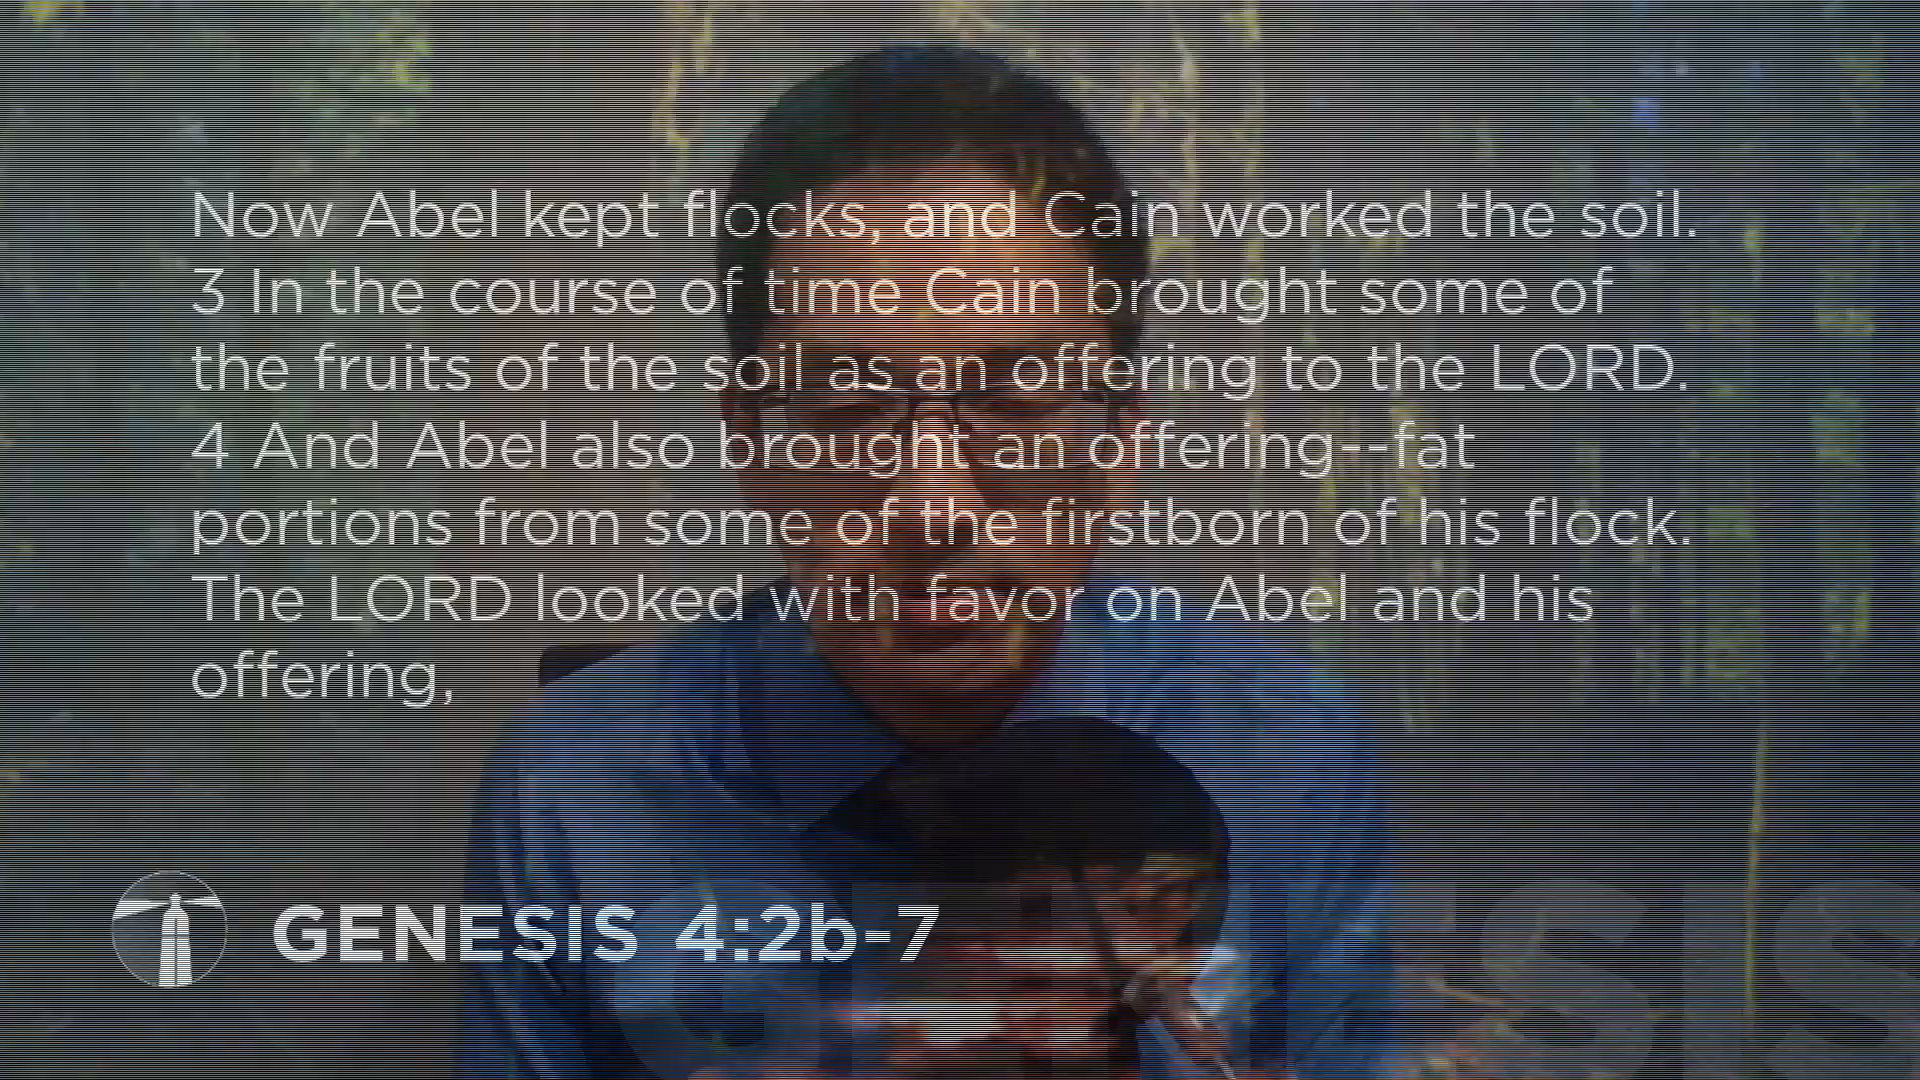 Now Abel kept flocks, and Cain worked the soil.
3 In the course of time Cain brought some of
the fruits of the soil as an offering to the LORD.
4 And Abel also brought an offering--fat
portions from some of the firstborn of his flock.
The LORD looked with favor on Abel and his
offering,
GENESIS 4:2b-7
GENESIS